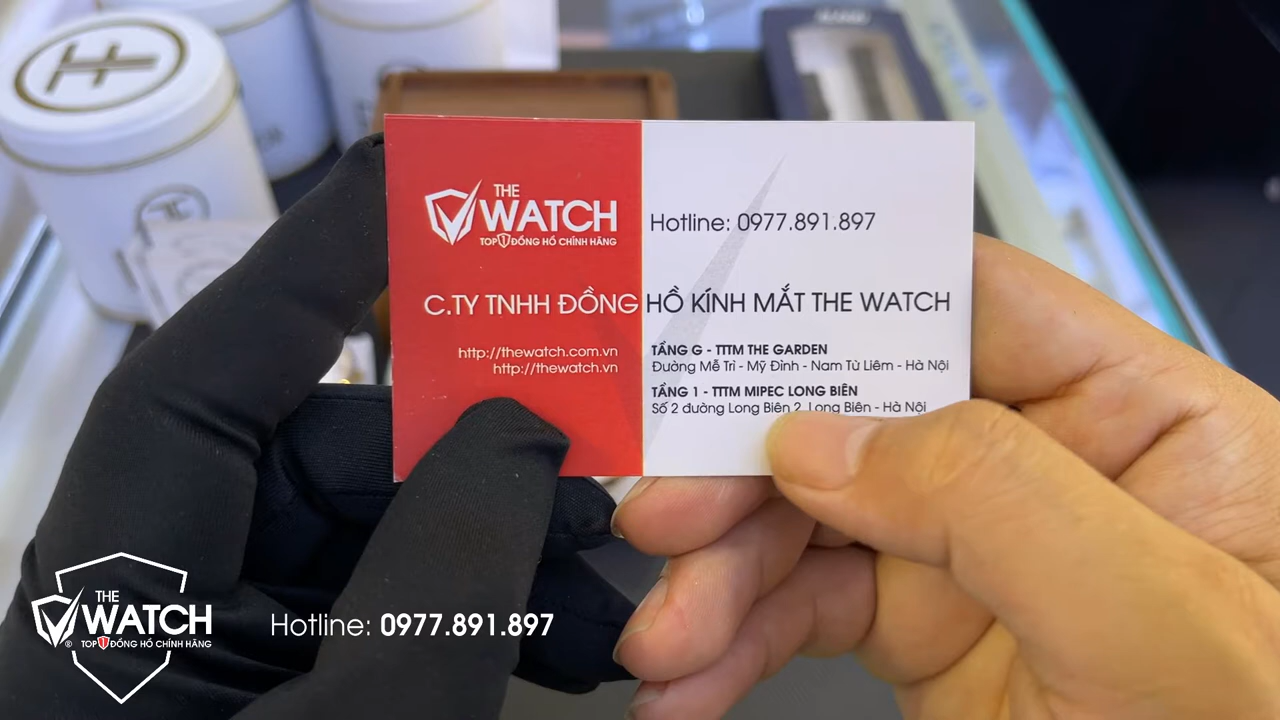 THE
WATCH
TOP 1 ĐỒNG HỒ CHÍNH HÃNG
Hotline: 0977.891.897
C.TY TNHH ĐỒNG HỒ KÍNH MẮT THE WATCH
http://thewatch.com.vn
http://thewatch.vn
TẦNG G - TTTM THE GARDEN
Đường Mễ Trì - Mỹ Đình - Nam Từ Liêm - Hà Nội
TẦNG 1 - TTTM MIPEC LONG BIÊN
Số 2 đường Long Biên 2, Long Biên - Hà Nội
THE
WATCH
®
TOP 1 ĐỒNG HỒ CHÍNH HÃNG
Hotline: 0977.891.897